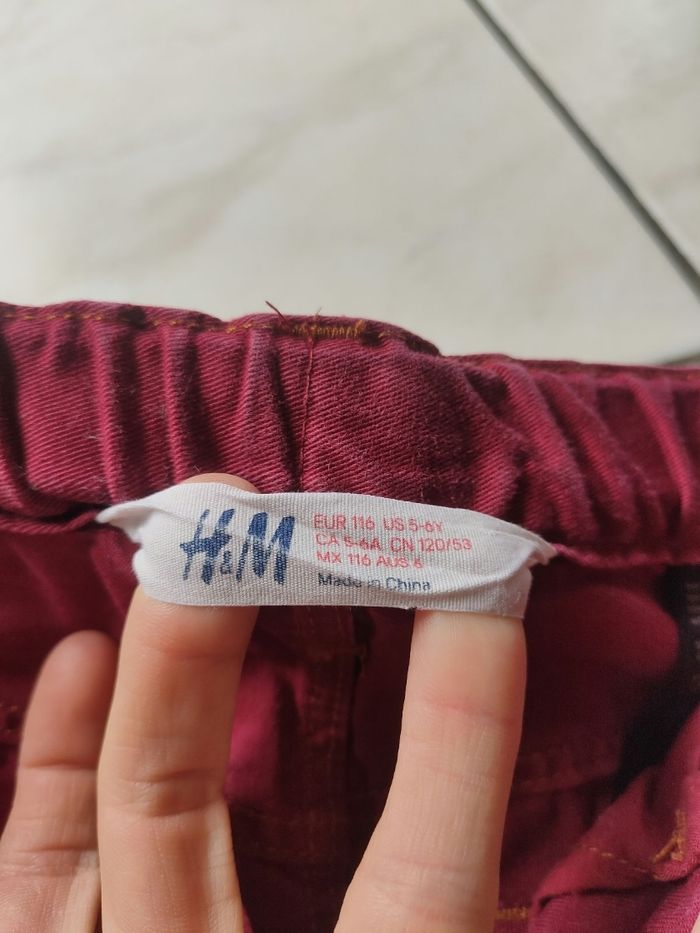 H&M
EUR 116 US 5-6Y
CA 5-6A CN 120/53
MX 116 AUS 6
Made in China